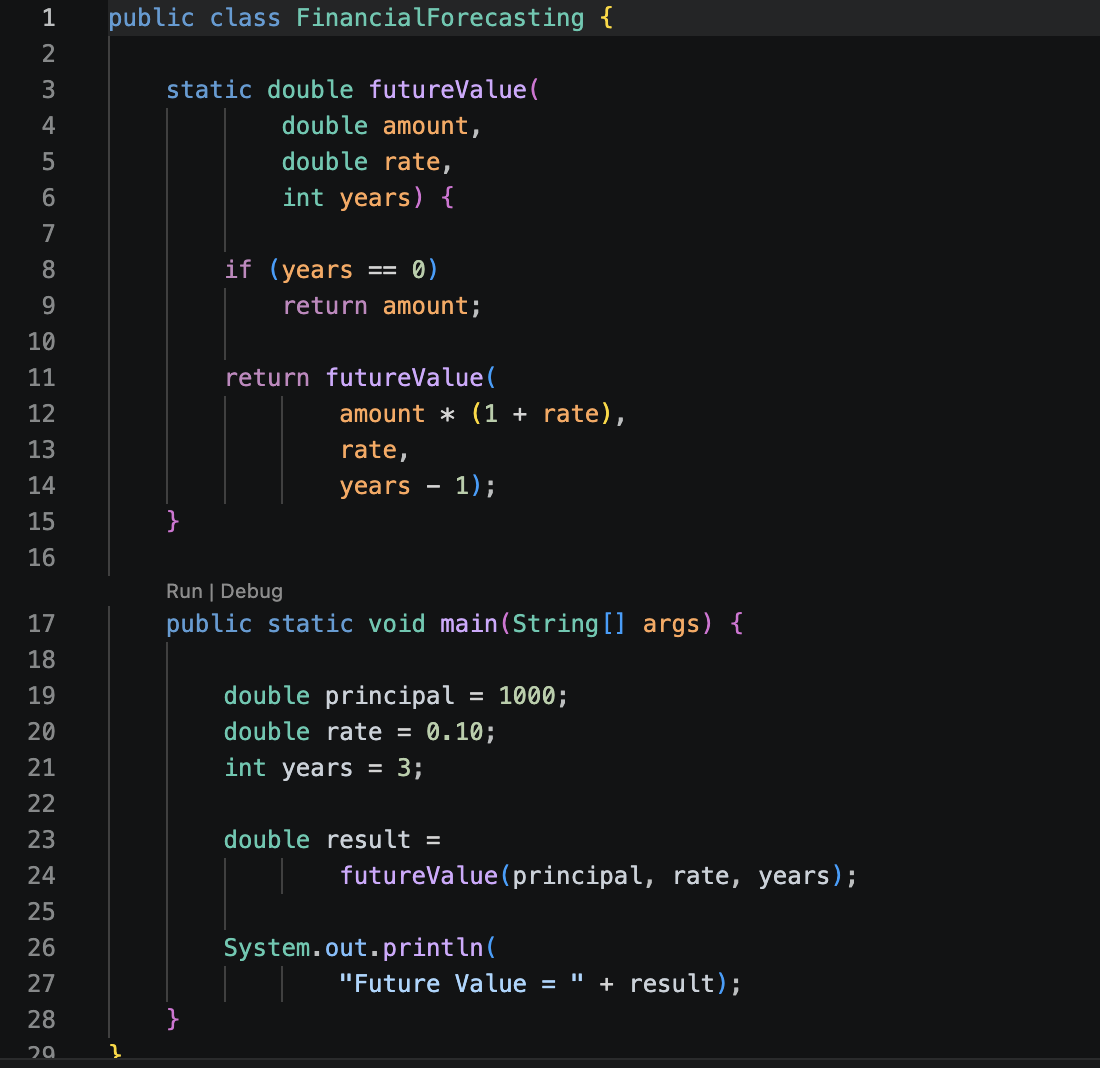 1 public class FinancialForecasting {
2
3 static double futureValue(
4 double amount,
5 double rate,
6 int years) {
7
8 if (years == 0)
9 return amount;
10
11 return futureValue(
12 amount * (1 + rate),
13 rate,
14 years - 1);
15 }
16
Run | Debug
17 public static void main(String[] args) {
18
19 double principal = 1000;
20 double rate = 0.10;
21 int years = 3;
22
23 double result =
24 futureValue(principal, rate, years);
25
26 System.out.println(
27 "Future Value = " + result);
28 }
29 }